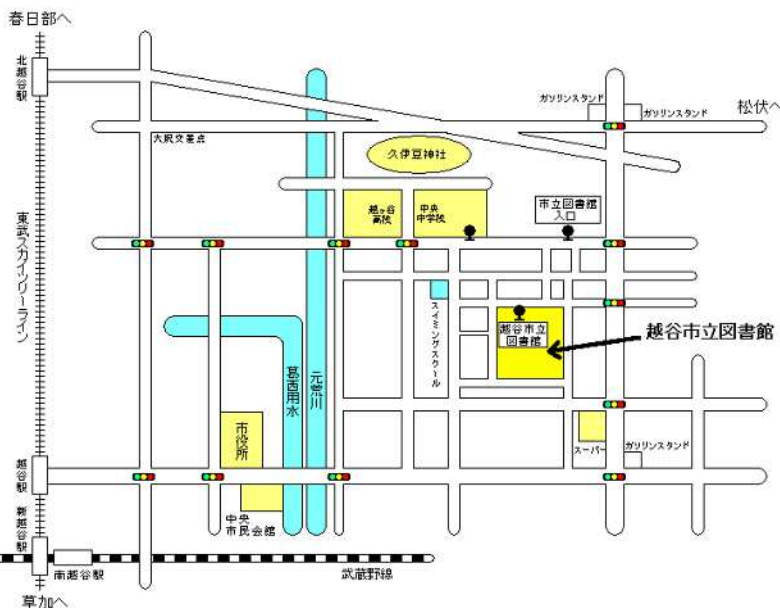 春日部へ
北越谷駅
ガソリンスタンド
ガソリンスタンド
松伏へ
大沢交差点
久伊豆神社
越ヶ谷
高校
中央
中学校
市立図書館
入口
東武スカイツリーライン
スイミングスクール
越谷市立
図書館
越谷市立図書館
葛西用水
元荒川
市役所
スーパー
ガソリンスタンド
越谷駅
中央
市民会館
新越谷駅
南越谷駅
武蔵野線
草加へ